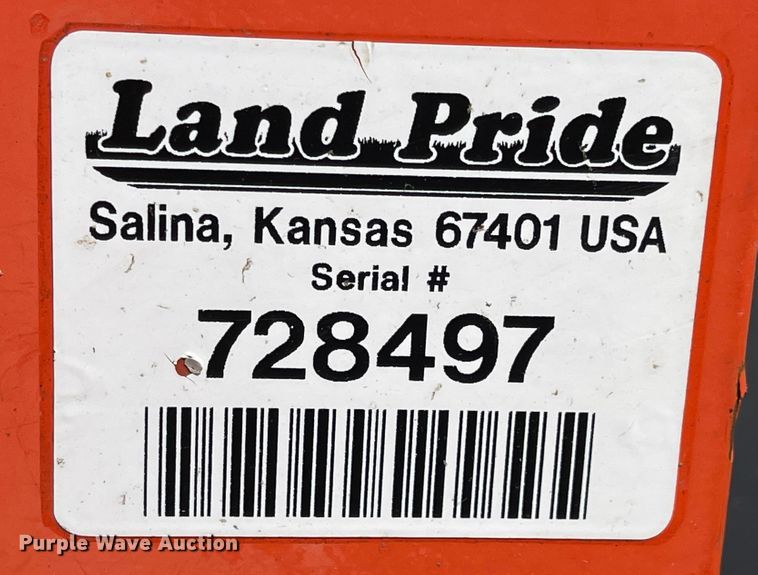 Land Pride
Salina, Kansas 67401 USA
Serial #
728497
Purple Wave Auction